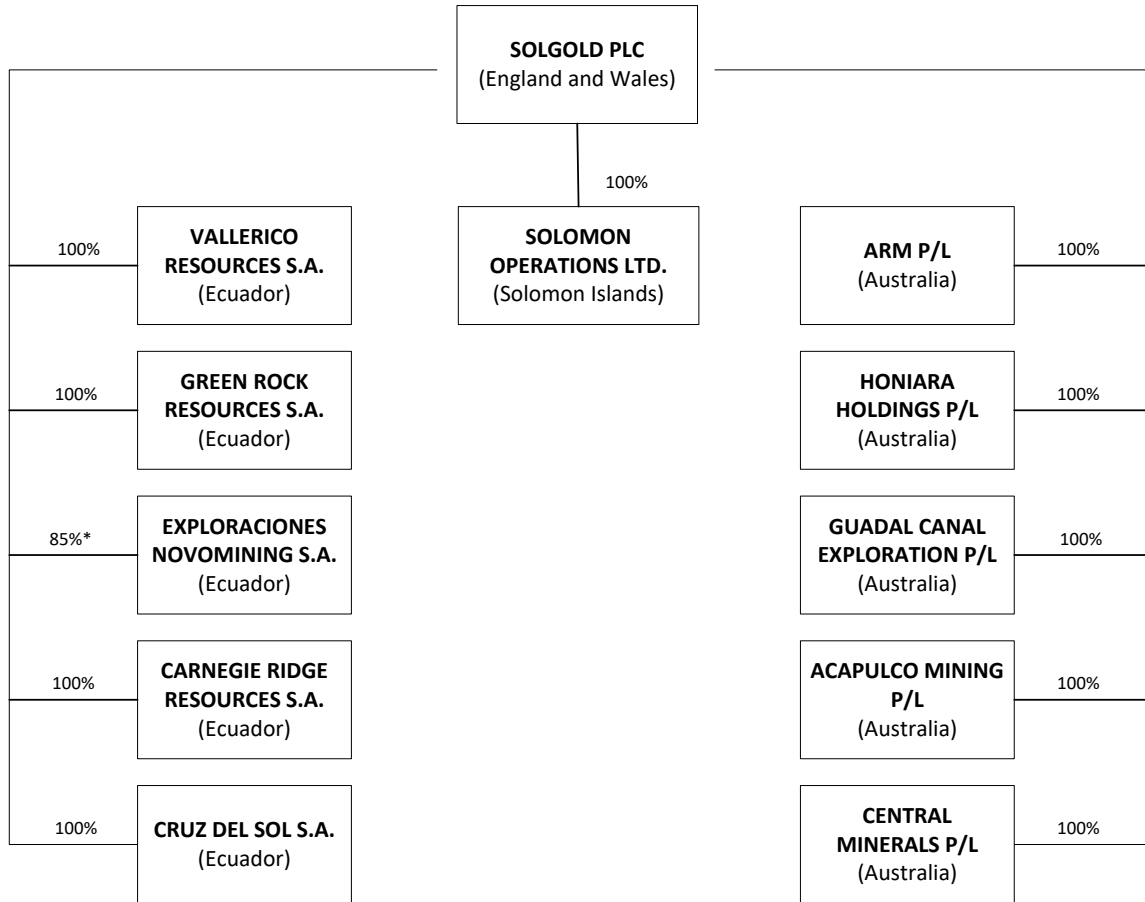 SOLGOLD PLC
(England and Wales)
100%
100%
VALLERICO
RESOURCES S.A.
(Ecuador)
SOLOMON
OPERATIONS LTD.
(Solomon Islands)
ARM P/L
(Australia)
100%
100%
GREEN ROCK
RESOURCES S.A.
(Ecuador)
HONIARA
HOLDINGS P/L
(Australia)
100%
85%*
EXPLORACIONES
NOVOMINING S.A.
(Ecuador)
GUADAL CANAL
EXPLORATION P/L
(Australia)
100%
100%
CARNEGIE RIDGE
RESOURCES S.A.
(Ecuador)
ACAPULCO MINING
P/L
(Australia)
100%
100%
CRUZ DEL SOL S.A.
(Ecuador)
CENTRAL
MINERALS P/L
(Australia)
100%